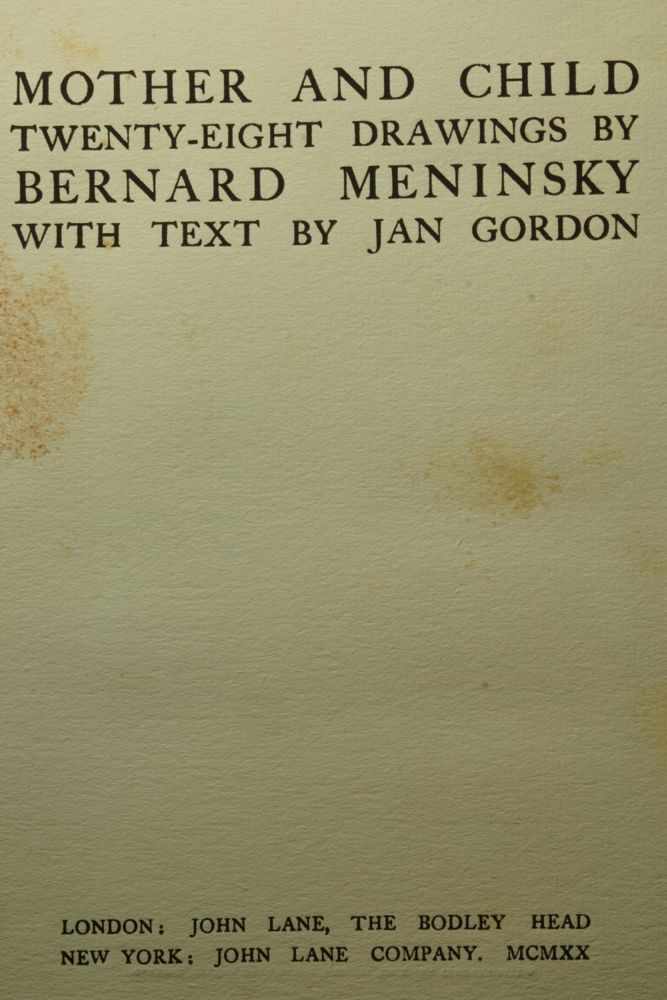 MOTHER AND CHILD
TWENTY-EIGHT DRAWINGS BY
BERNARD MENINSKY
WITH TEXT BY JAN GORDON
LONDON: JOHN LANE, THE BODLEY HEAD
NEW YORK: JOHN LANE COMPANY. MCMXX